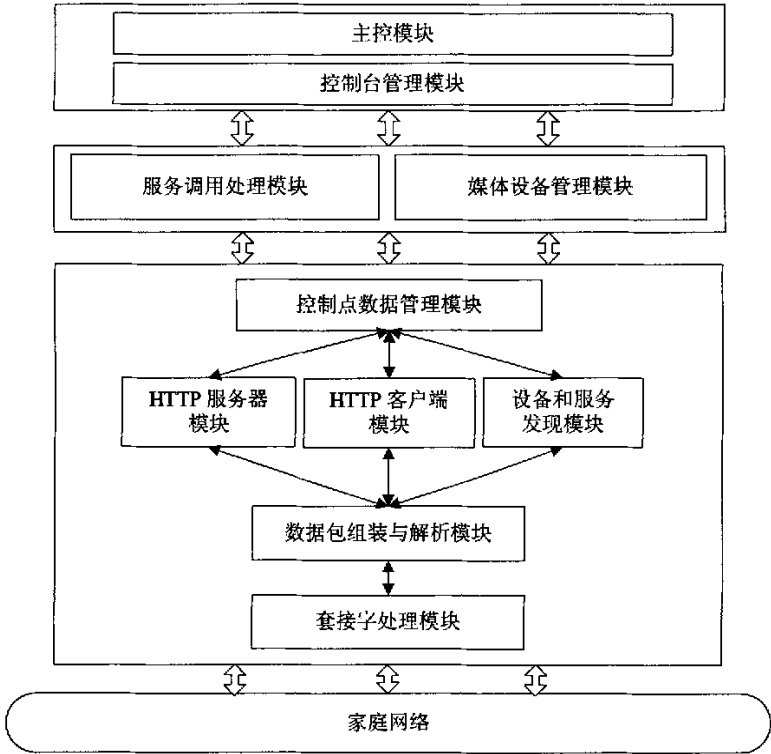 主控模块
控制台管理模块
服务调用处理模块
媒体设备管理模块
控制点数据管理模块
HTTP 服务器
模块
HTTP 客户端
模块
设备和服务
发现模块
数据包组装与解析模块
套接字处理模块
家庭网络